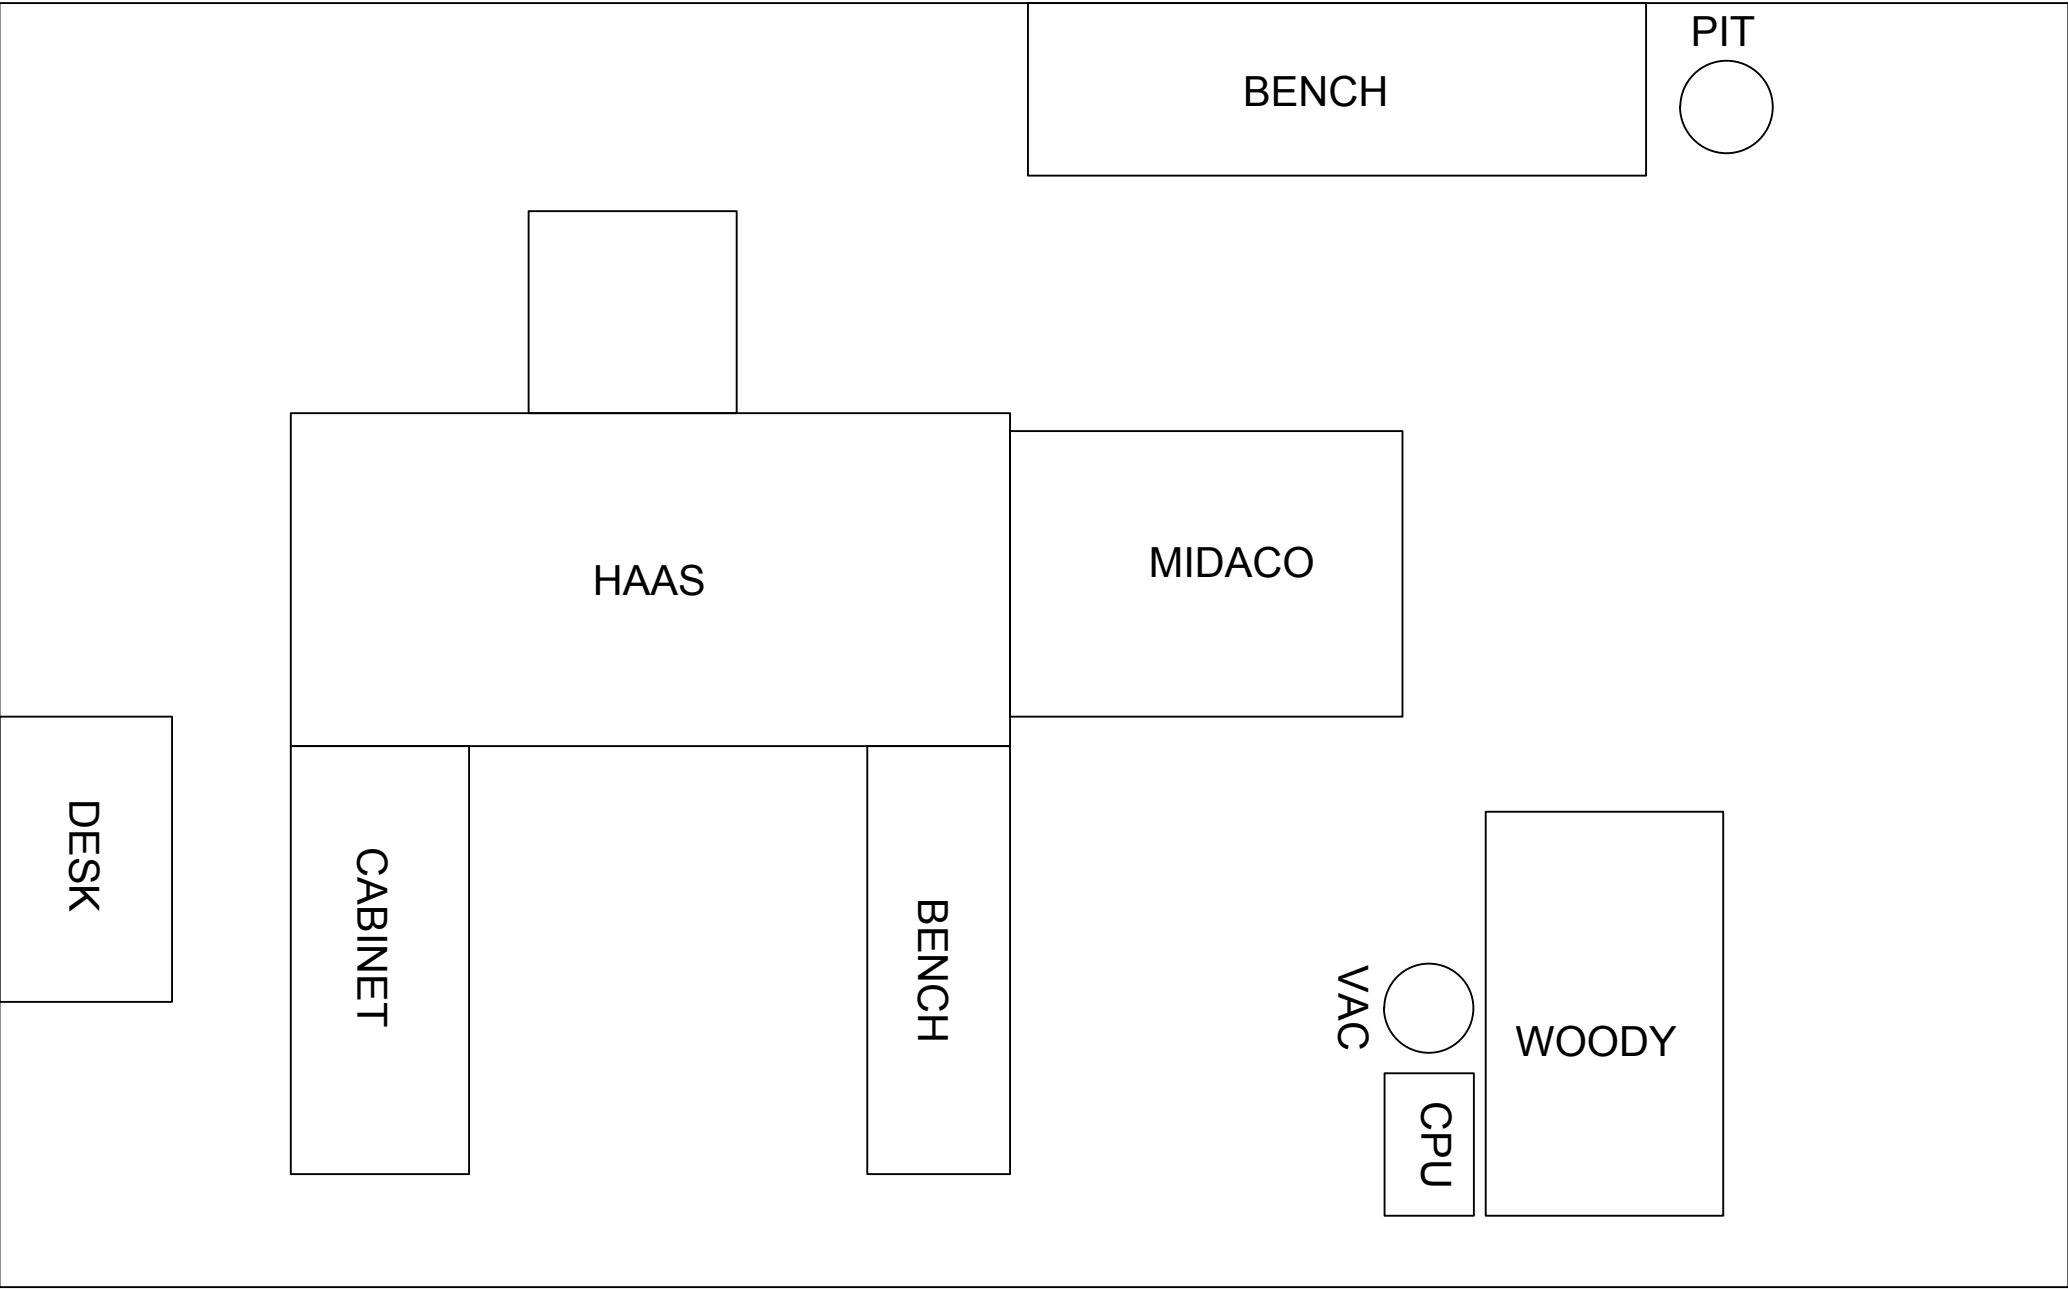 PIT
BENCH
HAAS
MIDACO
DESK
CABINET
BENCH
VAC
WOODY
CPU